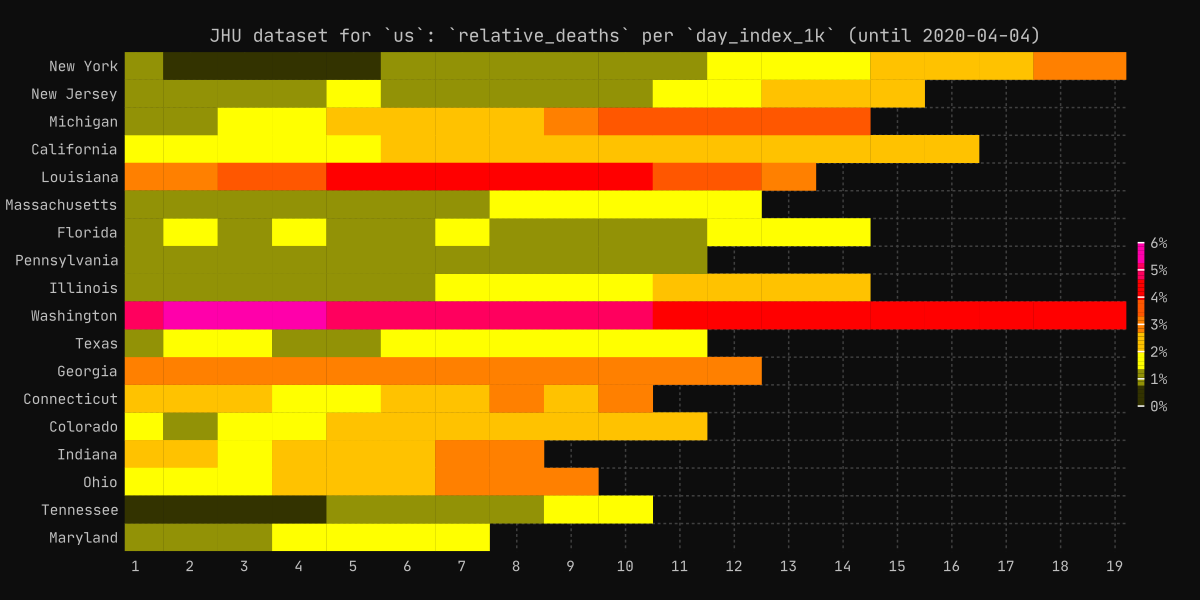 JHU dataset for `us`: `relative_deaths` per `day_index_1k` (until 2020-04-04)
New York
New Jersey
Michigan
California
Louisiana
Massachusetts
Florida
Pennsylvania
Illinois
Washington
Texas
Georgia
Connecticut
Colorado
Indiana
Ohio
Tennessee
Maryland
1 2 3 4 5 6 7 8 9 10 11 12 13 14 15 16 17 18 19
6%
5%
4%
3%
2%
1%
0%